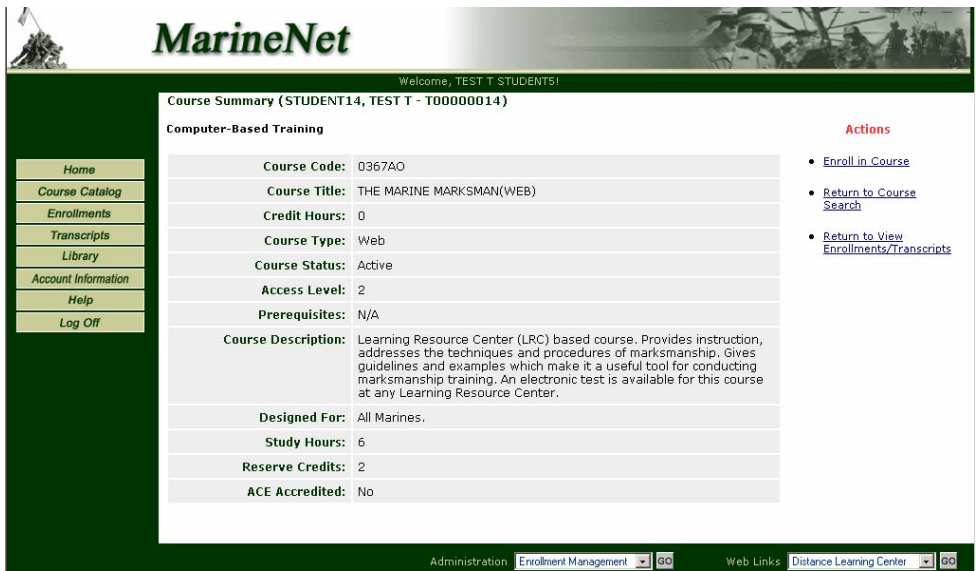 MarineNet
Welcome, TEST T STUDENT5!
Course Summary (STUDENT14, TEST T - T00000014)
Computer-Based Training
Actions
Home
Course Catalog
Enrollments
Transcripts
Library
Account Information
Help
Log Off
Course Code: 0367AO
Course Title: THE MARINE MARKSMAN(WEB)
Credit Hours: 0
Course Type: Web
Course Status: Active
Access Level: 2
Prerequisites: N/A
Course Description: Learning Resource Center (LRC) based course. Provides instruction,
addresses the techniques and procedures of marksmanship. Gives
guidelines and examples which make it a useful tool for conducting
marksmanship training. An electronic test is available for this course
at any Learning Resource Center.
Designed For: All Marines.
Study Hours: 6
Reserve Credits: 2
ACE Accredited: No
Enroll in Course
Return to Course
Search
Return to View
Enrollments/Transcripts
Administration Enrollment Management GO Web Links Distance Learning Center GO